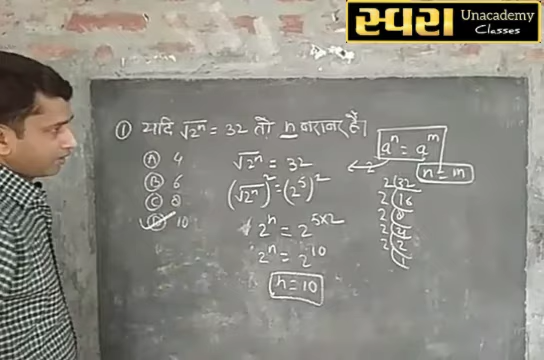 स्परा Unacademy
Classes
① यदि √2ⁿ = 32 तो n बराबर है।
Ⓐ 4
Ⓑ 6
Ⓒ 8
Ⓓ 10
√2ⁿ = 32
(√2ⁿ)² = (2⁵)²
2ⁿ = 2⁵ˣ²
2ⁿ = 2¹⁰
n = 10
aⁿ = aᵐ
n = m
2 | 32
2 | 16
2 | 8
2 | 4
2 | 2
1